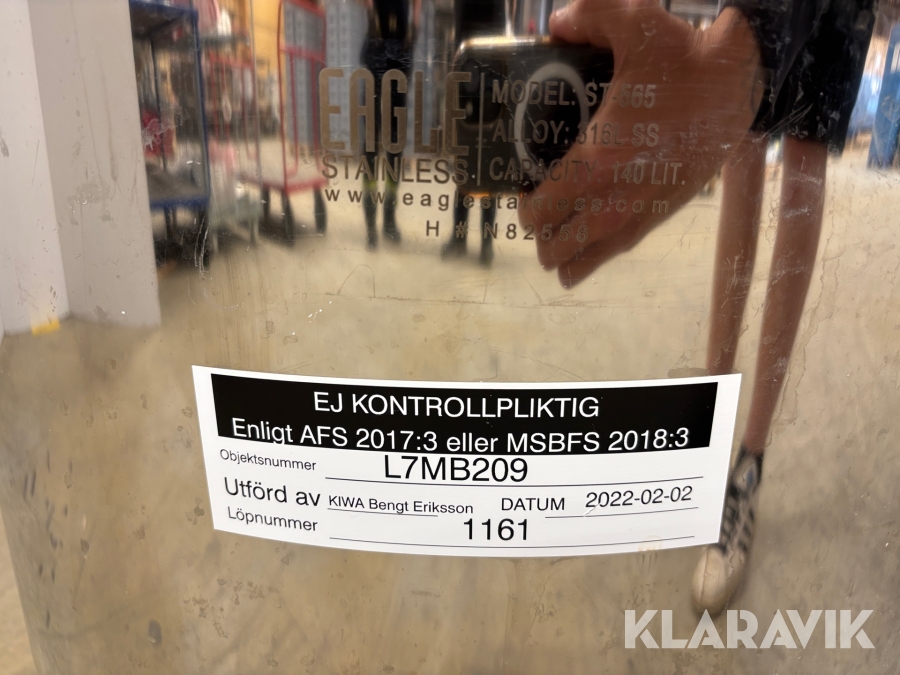 EAGLE
STAINLESS
MODEL: ST-565
ALLOY: 316L SS
CAPACITY: 140 LIT.
www.eaglestainless.com
H # N82556
EJ KONTROLLPLIKTIG
Enligt AFS 2017:3 eller MSBFS 2018:3
Objektsnummer L7MB209
Utförd av KIWA Bengt Eriksson DATUM 2022-02-02
Löpnummer 1161
KLARAVIK